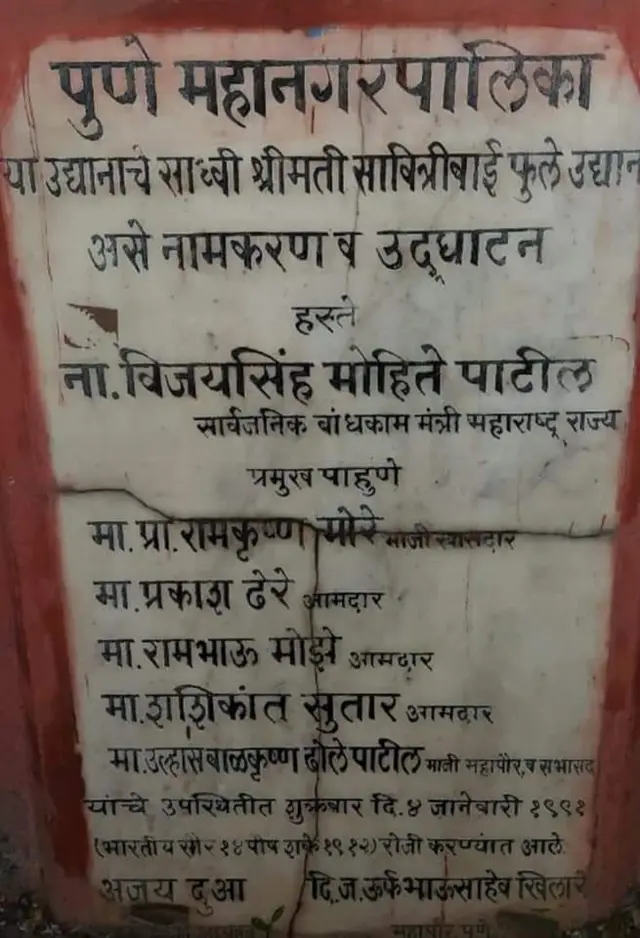 पुणे महानगरपालिका
या उद्यानाचे साध्वी श्रीमती सावित्रीबाई फुले उद्यान
असे नामकरण व उद्‌घाटन
हस्ते
ना. विजयसिंह मोहिते पाटील
सार्वजनिक बांधकाम मंत्री महाराष्ट्र राज्य
प्रमुख पाहुणे
मा. प्रा. रामकृष्ण मोरे माजी खासदार
मा. प्रकाश ढेरे आमदार
मा. रामभाऊ मोझे आमदार
मा. शशिकांत सुतार आमदार
मा. उल्हास बाळकृष्ण ढोले पाटील माजी महापौर, व सभासद
यांचे उपस्थितीत शुक्रवार दि. ४ जानेवारी १९९१
(भारतीय सौर १४ पौष शके १९१२) रोजी करण्यांत आले
अजय दुआ दि. ज. ऊर्फ भाऊसाहेब खिलारे
महापौर पुणे